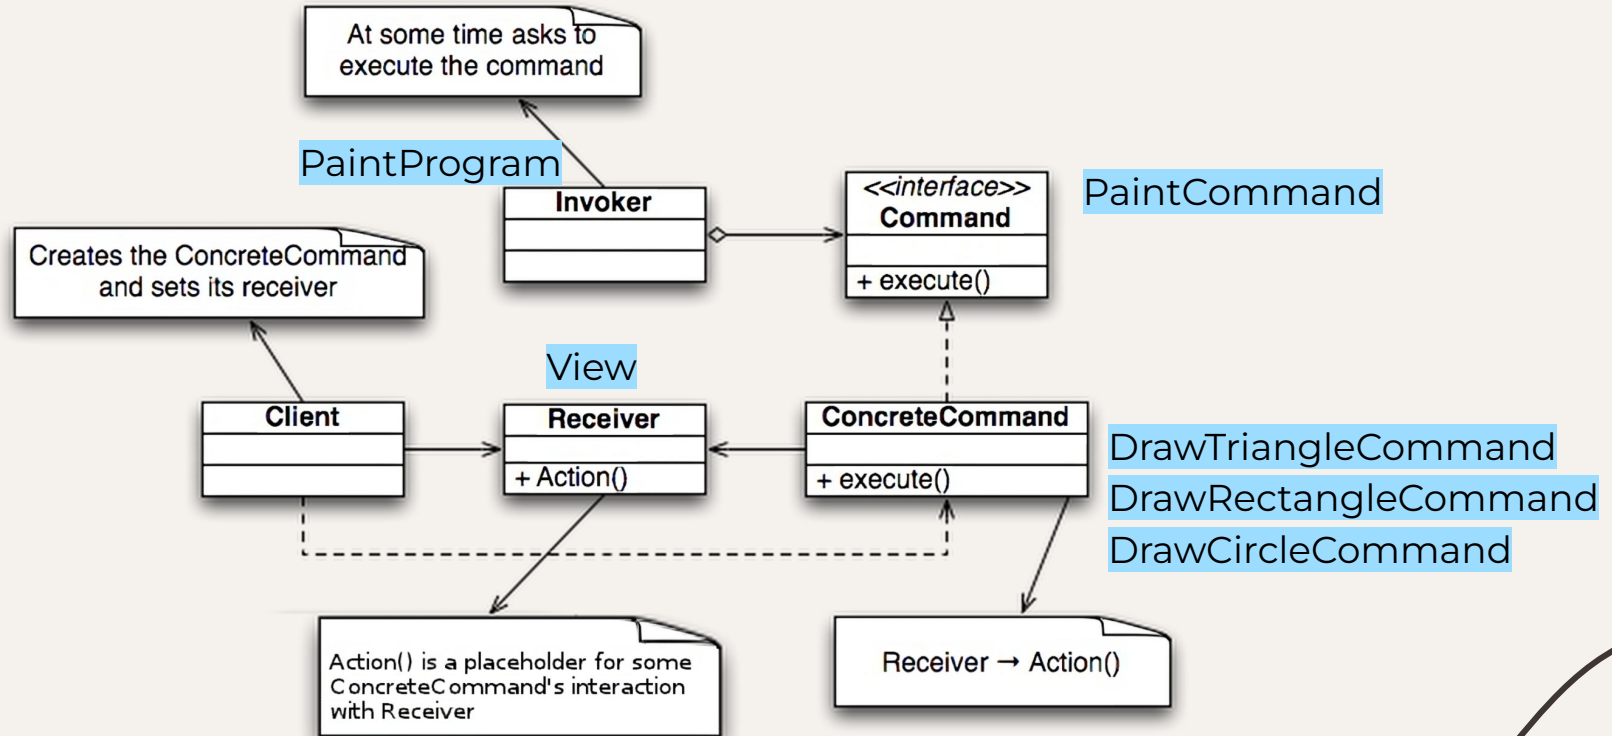 At some time asks to
execute the command
PaintProgram
Invoker
<<interface>>
Command
+ execute()
PaintCommand
Creates the ConcreteCommand
and sets its receiver
View
Client
Receiver
+ Action()
ConcreteCommand
+ execute()
DrawTriangleCommand
DrawRectangleCommand
DrawCircleCommand
Action() is a placeholder for some
ConcreteCommand's interaction
with Receiver
Receiver → Action()